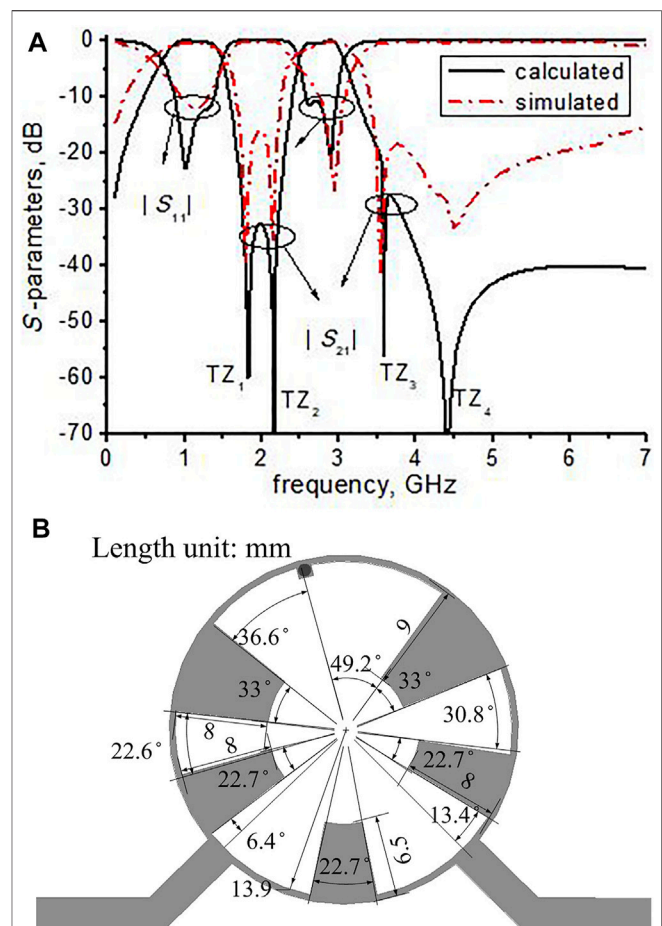 A
0
-10
-20
-30
-40
-50
-60
-70
S-parameters, dB
calculated
simulated
| S11|
| S21|
TZ1
TZ2
TZ3
TZ4
0 1 2 3 4 5 6 7
frequency, GHz
B
Length unit: mm
36.6°
49.2°
9
33°
33°
30.8°
8
8
22.6°
22.7°
22.7°
8
13.4°
6.4°
13.9
22.7°
6.5